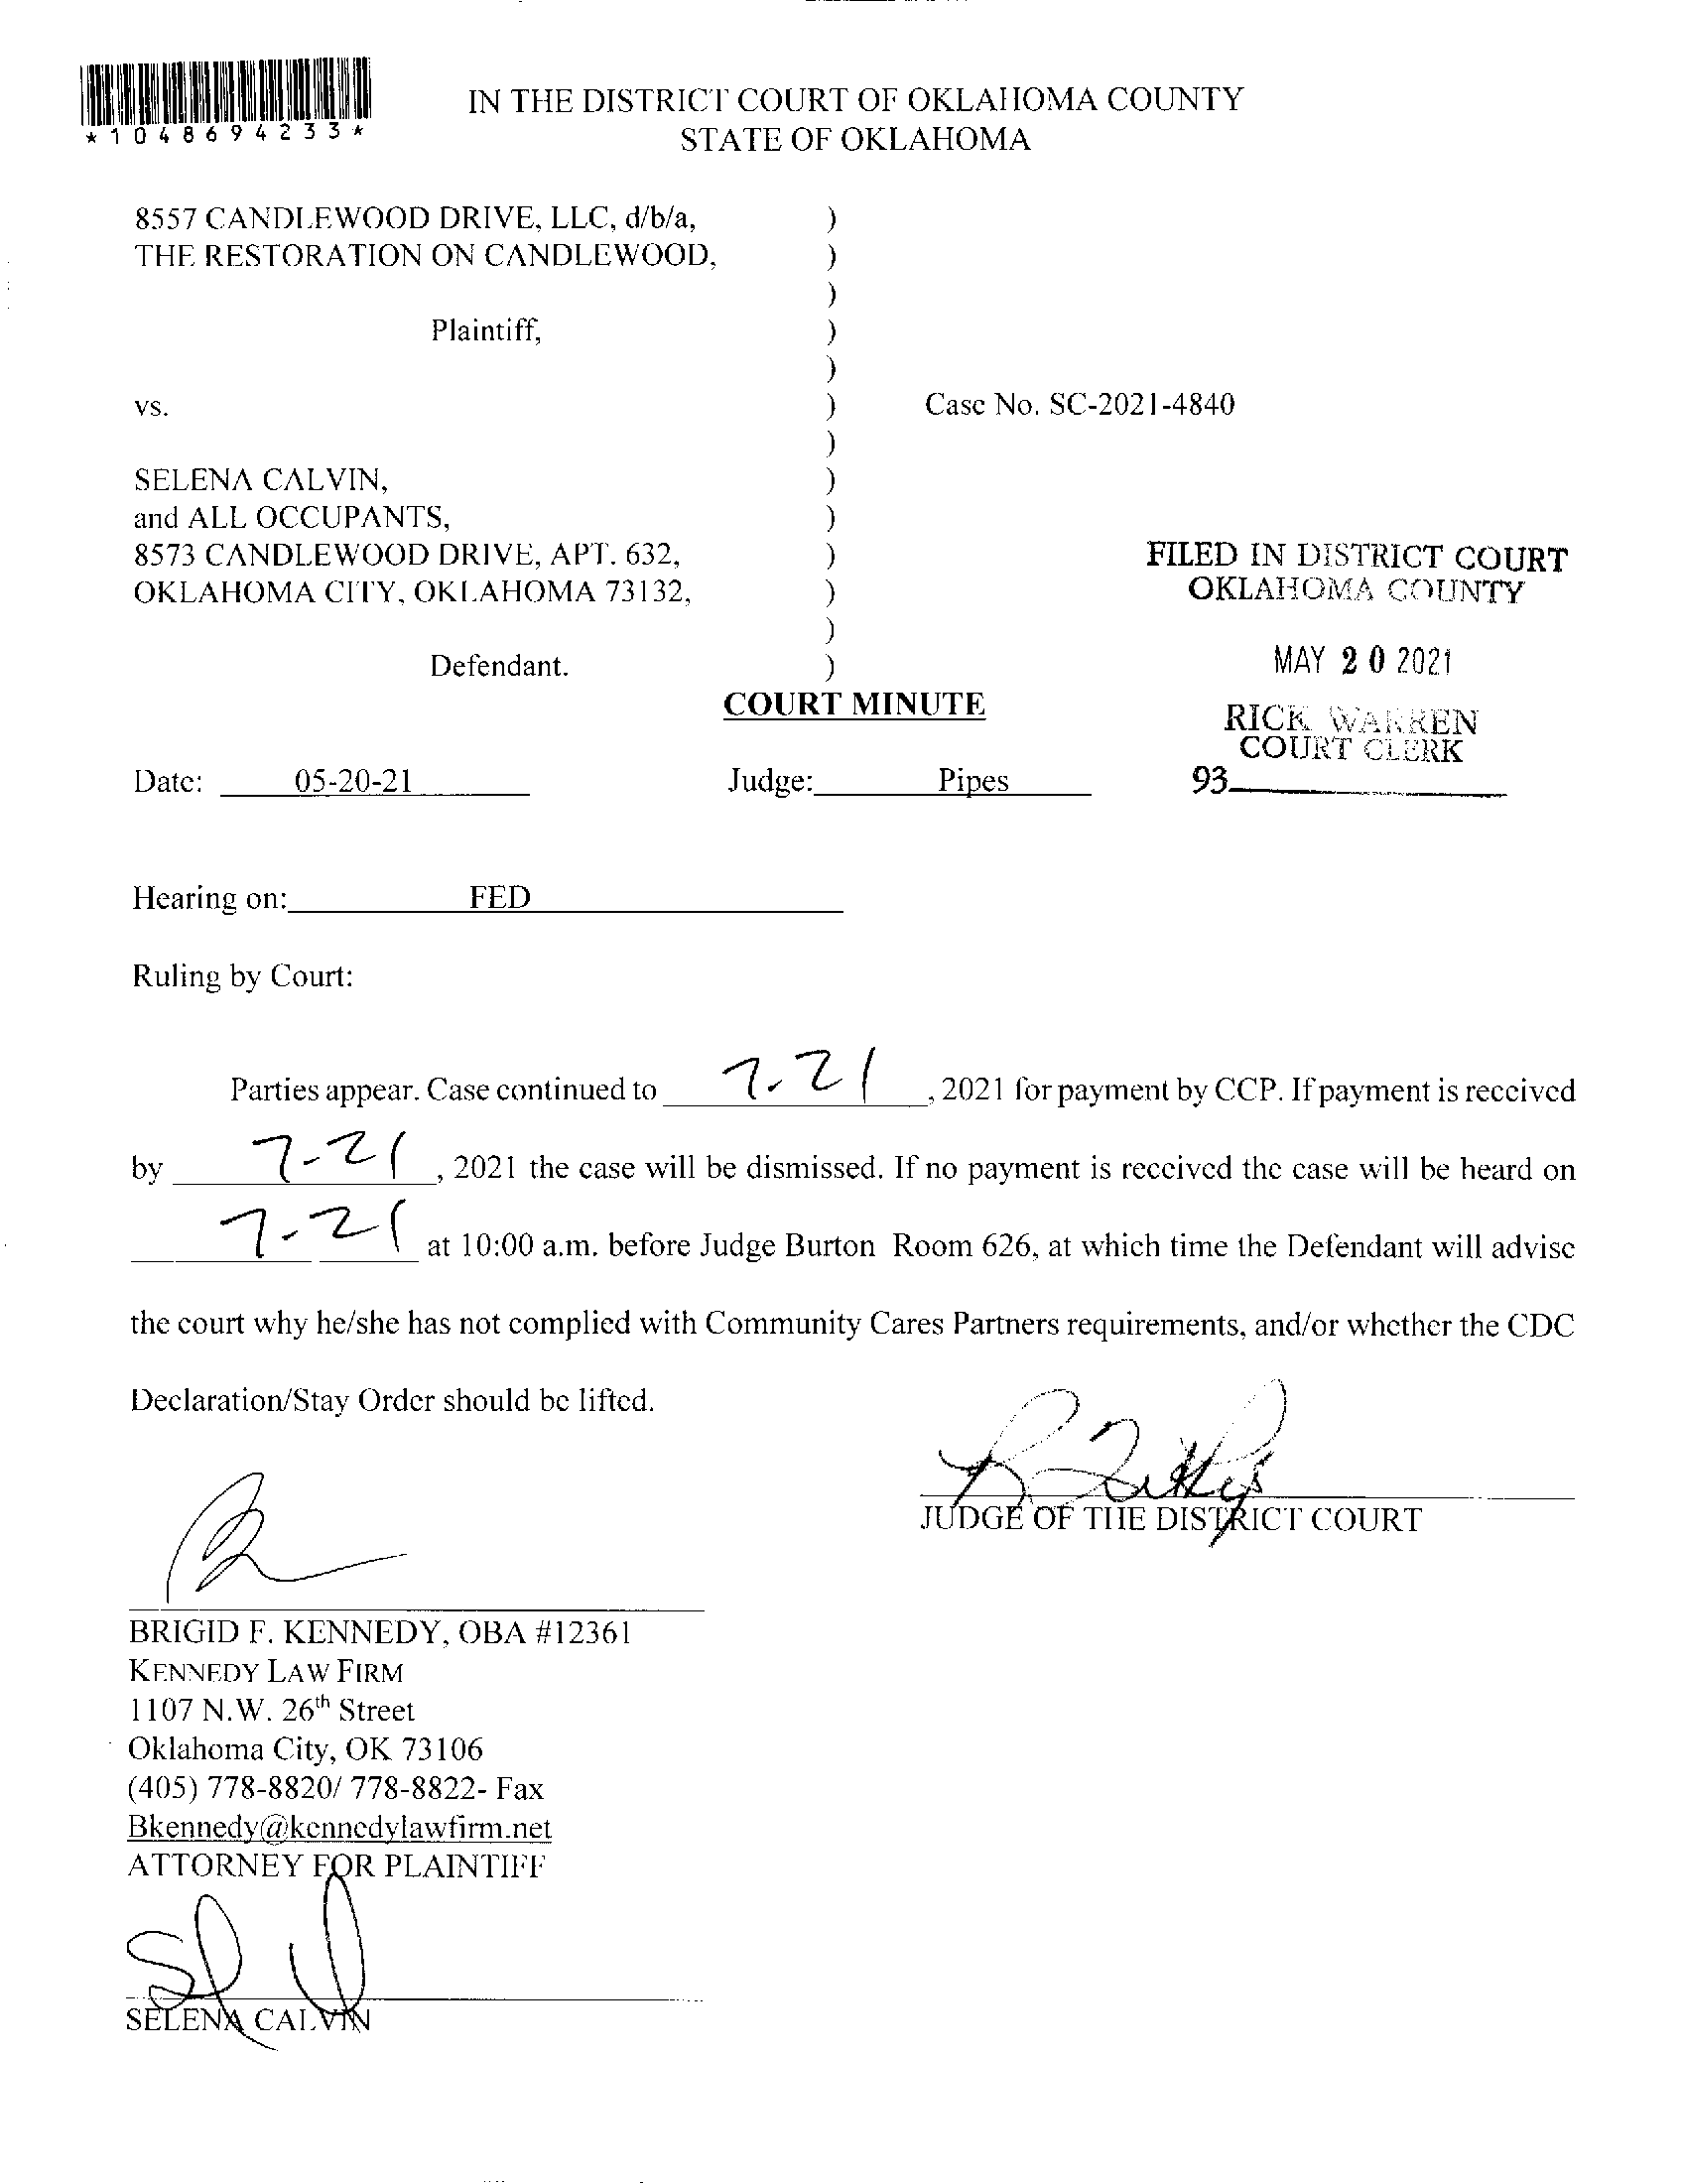 *1048694233*
IN THE DISTRICT COURT OF OKLAHOMA COUNTY
STATE OF OKLAHOMA
8557 CANDLEWOOD DRIVE, LLC, d/b/a, )
THE RESTORATION ON CANDLEWOOD, )
)
Plaintiff, )
)
vs. ) Case No. SC-2021-4840
)
SELENA CALVIN, )
and ALL OCCUPANTS, )
8573 CANDLEWOOD DRIVE, APT. 632, )
OKLAHOMA CITY, OKLAHOMA 73132, )
)
Defendant. )
FILED IN DISTRICT COURT
OKLAHOMA COUNTY
MAY 20 2021
RICK WARREN
COURT CLERK
93
COURT MINUTE
Date: 05-20-21 Judge: Pipes
Hearing on: FED
Ruling by Court:
Parties appear. Case continued to 7-21, 2021 for payment by CCP. If payment is received
by 7-21, 2021 the case will be dismissed. If no payment is received the case will be heard on
7-21 at 10:00 a.m. before Judge Burton Room 626, at which time the Defendant will advise
the court why he/she has not complied with Community Cares Partners requirements, and/or whether the CDC
Declaration/Stay Order should be lifted.
JUDGE OF THE DISTRICT COURT
BRIGID F. KENNEDY, OBA #12361
KENNEDY LAW FIRM
1107 N.W. 26th Street
Oklahoma City, OK 73106
(405) 778-8820/ 778-8822- Fax
Bkennedy@kennedylawfirm.net
ATTORNEY FOR PLAINTIFF
SELENA CALVIN